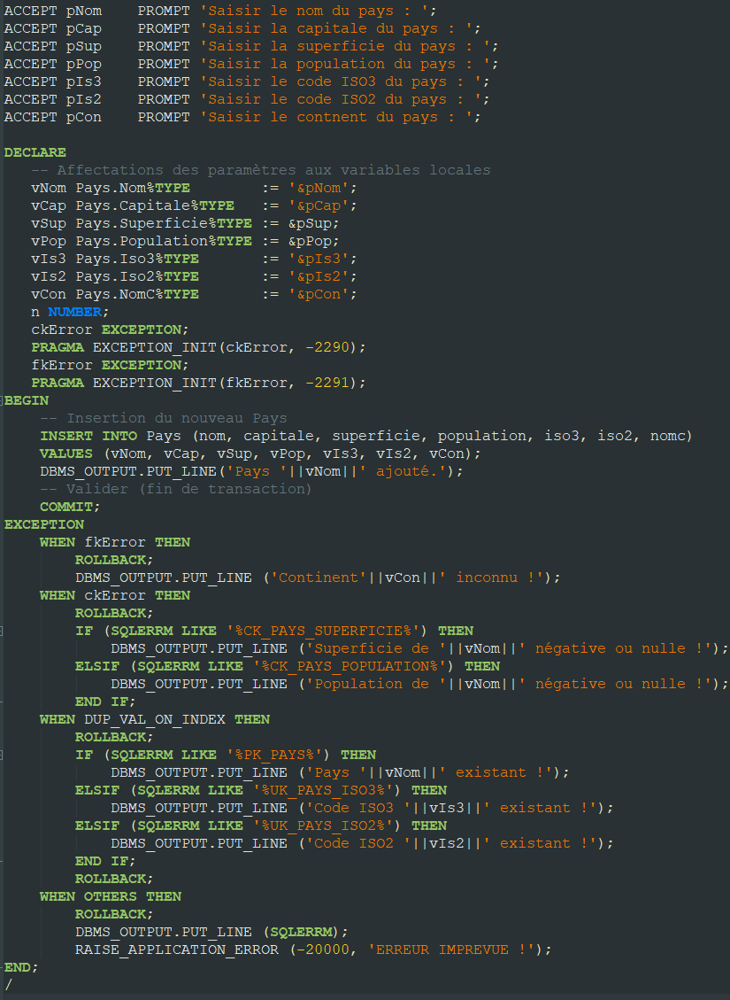 ACCEPT pNom    PROMPT 'Saisir le nom du pays : ';
ACCEPT pCap    PROMPT 'Saisir la capitale du pays : ';
ACCEPT pSup    PROMPT 'Saisir la superficie du pays : ';
ACCEPT pPop    PROMPT 'Saisir la population du pays : ';
ACCEPT pIs3    PROMPT 'Saisir le code ISO3 du pays : ';
ACCEPT pIs2    PROMPT 'Saisir le code ISO2 du pays : ';
ACCEPT pCon    PROMPT 'Saisir le contnent du pays : ';

DECLARE
   -- Affectations des paramètres aux variables locales
   vNom Pays.Nom%TYPE        := '&pNom';
   vCap Pays.Capitale%TYPE   := '&pCap';
   vSup Pays.Superficie%TYPE := &pSup;
   vPop Pays.Population%TYPE := &pPop;
   vIs3 Pays.Iso3%TYPE       := '&pIs3';
   vIs2 Pays.Iso2%TYPE       := '&pIs2';
   vCon Pays.NomC%TYPE       := '&pCon';
   n NUMBER;
   ckError EXCEPTION;
   PRAGMA EXCEPTION_INIT(ckError, -2290);
   fkError EXCEPTION;
   PRAGMA EXCEPTION_INIT(fkError, -2291);
BEGIN
    -- Insertion du nouveau Pays
    INSERT INTO Pays (nom, capitale, superficie, population, iso3, iso2, nomc)
    VALUES (vNom, vCap, vSup, vPop, vIs3, vIs2, vCon);
    DBMS_OUTPUT.PUT_LINE('Pays '||vNom||' ajouté.');
    -- Valider (fin de transaction)
    COMMIT;
EXCEPTION
    WHEN fkError THEN
        ROLLBACK;
        DBMS_OUTPUT.PUT_LINE ('Continent'||vCon||' inconnu !');
    WHEN ckError THEN
        ROLLBACK;
        IF (SQLERRM LIKE '%CK_PAYS_SUPERFICIE%') THEN
            DBMS_OUTPUT.PUT_LINE ('Superficie de '||vNom||' négative ou nulle !');
        ELSIF (SQLERRM LIKE '%CK_PAYS_POPULATION%') THEN
            DBMS_OUTPUT.PUT_LINE ('Population de '||vNom||' négative ou nulle !');
        END IF;
    WHEN DUP_VAL_ON_INDEX THEN
        ROLLBACK;
        IF (SQLERRM LIKE '%PK_PAYS%') THEN
            DBMS_OUTPUT.PUT_LINE ('Pays '||vNom||' existant !');
        ELSIF (SQLERRM LIKE '%UK_PAYS_ISO3%') THEN
            DBMS_OUTPUT.PUT_LINE ('Code ISO3 '||vIs3||' existant !');
        ELSIF (SQLERRM LIKE '%UK_PAYS_ISO2%') THEN
            DBMS_OUTPUT.PUT_LINE ('Code ISO2 '||vIs2||' existant !');
        END IF;
        ROLLBACK;
    WHEN OTHERS THEN
        ROLLBACK;
        DBMS_OUTPUT.PUT_LINE (SQLERRM);
        RAISE_APPLICATION_ERROR (-20000, 'ERREUR IMPREVUE !');
END;
/